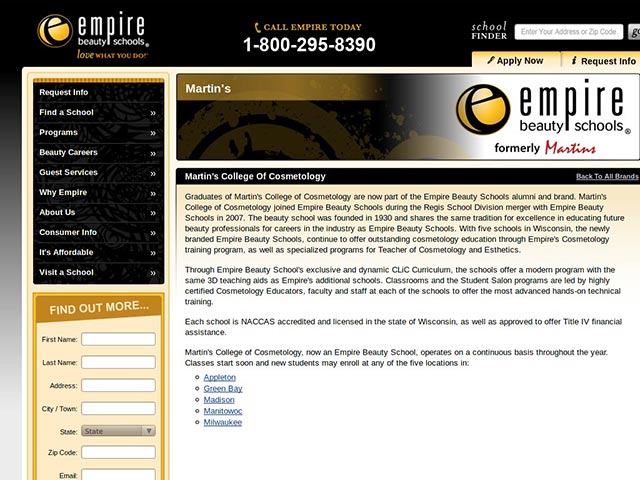 empire
beauty schools®
love WHAT YOU DO!
CALL EMPIRE TODAY
1-800-295-8390
school
FINDER
Enter Your Address or Zip Code
Apply Now
i Request Info
Request Info
Find a School »
Programs »
Beauty Careers »
Guest Services »
Why Empire »
About Us »
Consumer Info »
It's Affordable »
Visit a School »
FIND OUT MORE...
First Name:
Last Name:
Address:
City / Town:
State: State
Zip Code:
Email:
Martin's
empire
beauty schools®
formerly Martins
Martin's College Of Cosmetology
Back To All Brands
Graduates of Martin's College of Cosmetology are now part of the Empire Beauty Schools alumni and brand. Martin's
College of Cosmetology joined Empire Beauty Schools during the Regis School Division merger with Empire Beauty
Schools in 2007. The beauty school was founded in 1930 and shares the same tradition for excellence in educating future
beauty professionals for careers in the industry as Empire Beauty Schools. With five schools in Wisconsin, the newly
branded Empire Beauty Schools, continue to offer outstanding cosmetology education through Empire's Cosmetology
training program, as well as specialized programs for Teacher of Cosmetology and Esthetics.
Through Empire Beauty School's exclusive and dynamic CLiC Curriculum, the schools offer a modern program with the
same 3D teaching aids as Empire's additional schools. Classrooms and the Student Salon programs are led by highly
certified Cosmetology Educators, faculty and staff at each of the schools to offer the most advanced hands-on technical
training.
Each school is NACCAS accredited and licensed in the state of Wisconsin, as well as approved to offer Title IV financial
assistance.
Martin's College of Cosmetology, now an Empire Beauty School, operates on a continuous basis throughout the year.
Classes start soon and new students may enroll at any of the five locations in:
Appleton
Green Bay
Madison
Manitowoc
Milwaukee